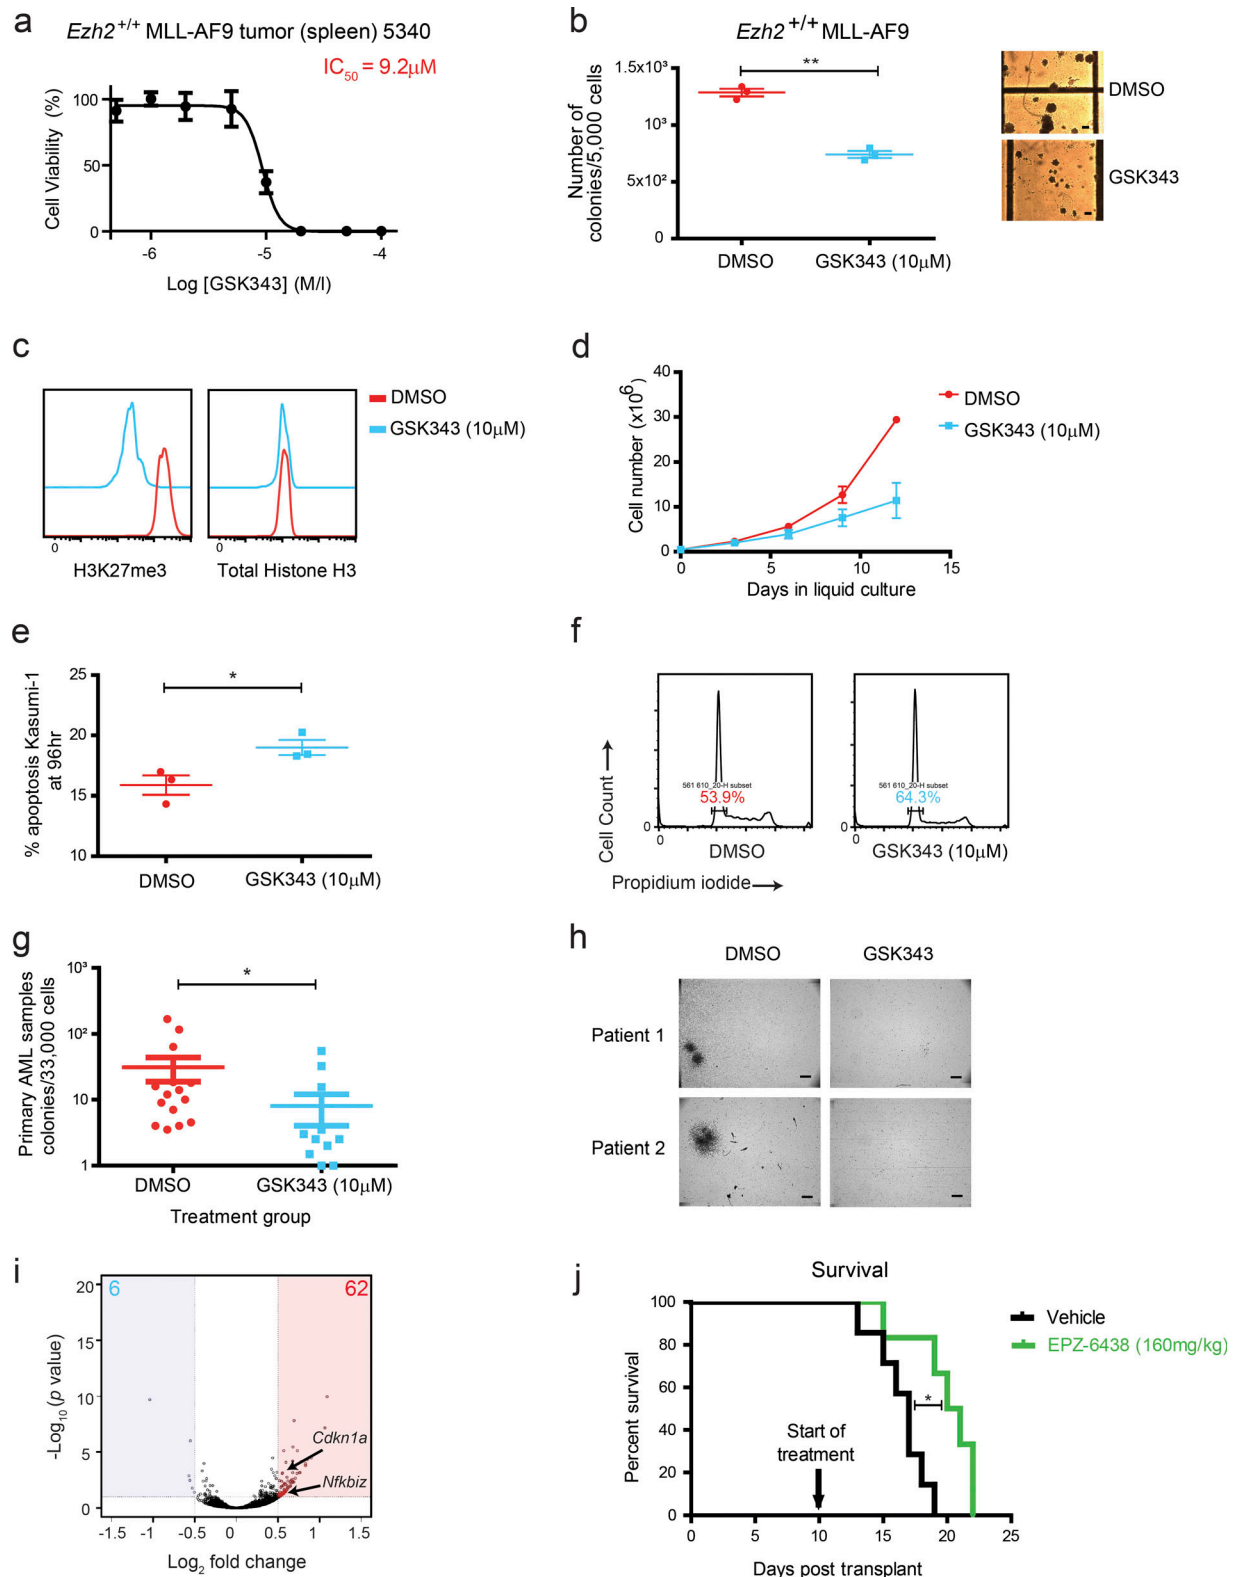 a
Ezh2+/+ MLL-AF9 tumor (spleen) 5340
IC50 = 9.2μM
Cell Viability (%)
100
50
0
-6
-5
-4
Log [GSK343] (M/l)
b
Ezh2+/+ MLL-AF9
Number of
colonies/5,000 cells
1.5x10³
10³
5x10²
0
**
DMSO
GSK343 (10μM)
DMSO
GSK343
c
DMSO
GSK343 (10μM)
0
0
H3K27me3
Total Histone H3
d
Cell number (x10⁶)
40
30
20
10
0
0
5
10
15
Days in liquid culture
DMSO
GSK343 (10μM)
e
% apoptosis Kasumi-1
at 96hr
25
20
15
10
*
DMSO
GSK343 (10μM)
f
Cell Count
0
0
561 610_20-H subset
53.9%
DMSO
0
0
561 610_20-H subset
64.3%
GSK343 (10μM)
Propidium iodide
g
Primary AML samples
colonies/33,000 cells
10³
10²
10
1
*
DMSO
GSK343 (10μM)
Treatment group
h
DMSO
GSK343
Patient 1
Patient 2
i
6
62
-Log10 (p value)
20
15
10
5
0
Cdkn1a
Nfkbiz
-1.5
-1
-0.5
0
0.5
1
1.5
Log2 fold change
j
Survival
Percent survival
100
80
60
40
20
0
Start of
treatment
*
Vehicle
EPZ-6438 (160mg/kg)
0
5
10
15
20
25
Days post transplant